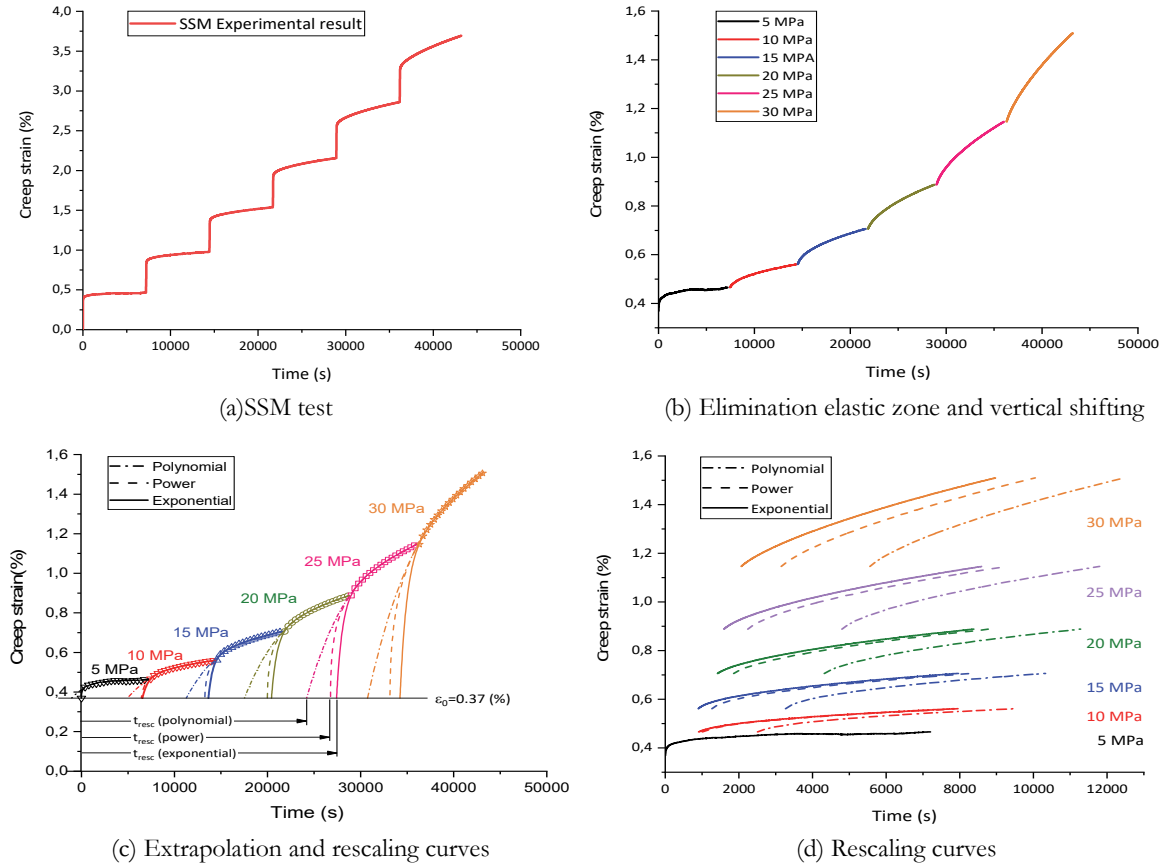 SSM Experimental result
4,0
3,5
3,0
2,5
2,0
1,5
1,0
0,5
0,0
Creep strain (%)
0
10000
20000
30000
40000
50000
Time (s)
(a)SSM test
5 MPa
10 MPa
15 MPA
20 MPa
25 MPa
30 MPa
1,6
1,4
1,2
1,0
0,8
0,6
0,4
Creep strain (%)
0
10000
20000
30000
40000
50000
Time (s)
(b) Elimination elastic zone and vertical shifting
Polynomial
Power
Exponential
1,6
1,4
1,2
1,0
0,8
0,6
0,4
0,2
0,0
Creep strain(%)
30 MPa
25 MPa
20 MPa
15 MPa
10 MPa
5 MPa
ε0=0.37 (%)
tresc (polynomial)
tresc (power)
tresc (exponential)
0
10000
20000
30000
40000
50000
Time (s)
(c) Extrapolation and rescaling curves
Polynomial
Power
Exponential
1,6
1,4
1,2
1,0
0,8
0,6
0,4
Creep strain (%)
30 MPa
25 MPa
20 MPa
15 MPa
10 MPa
5 MPa
0
2000
4000
6000
8000
10000
12000
Time (s)
(d) Rescaling curves